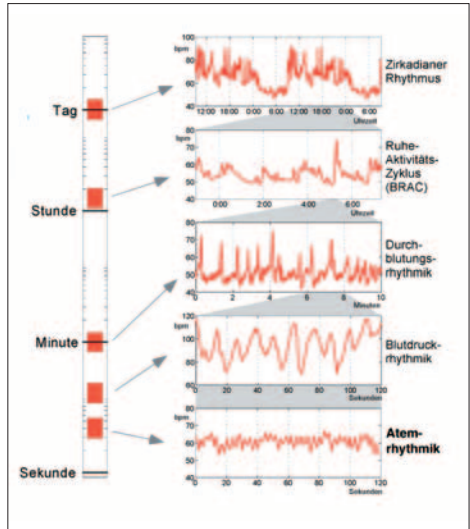 Tag
Stunde
Minute
Sekunde
bpm
100
80
60
40
12:00 18:00 0:00 6:00 12:00 18:00 0:00 6:00
Uhrzeit
Zirkadianer
Rhythmus
bpm
80
70
60
50
40
0:00 2:00 4:00 6:00
Uhrzeit
Ruhe-
Aktivitäts-
Zyklus
(BRAC)
bpm
80
70
60
50
40
0 2 4 6 8 10
Minuten
Durch-
blutungs-
rhythmik
bpm
120
100
80
60
0 20 40 60 80 100 120
Sekunden
Blutdruck-
rhythmik
bpm
80
70
60
50
40
0 20 40 60 80 100 120
Sekunden
Atem-
rhythmik